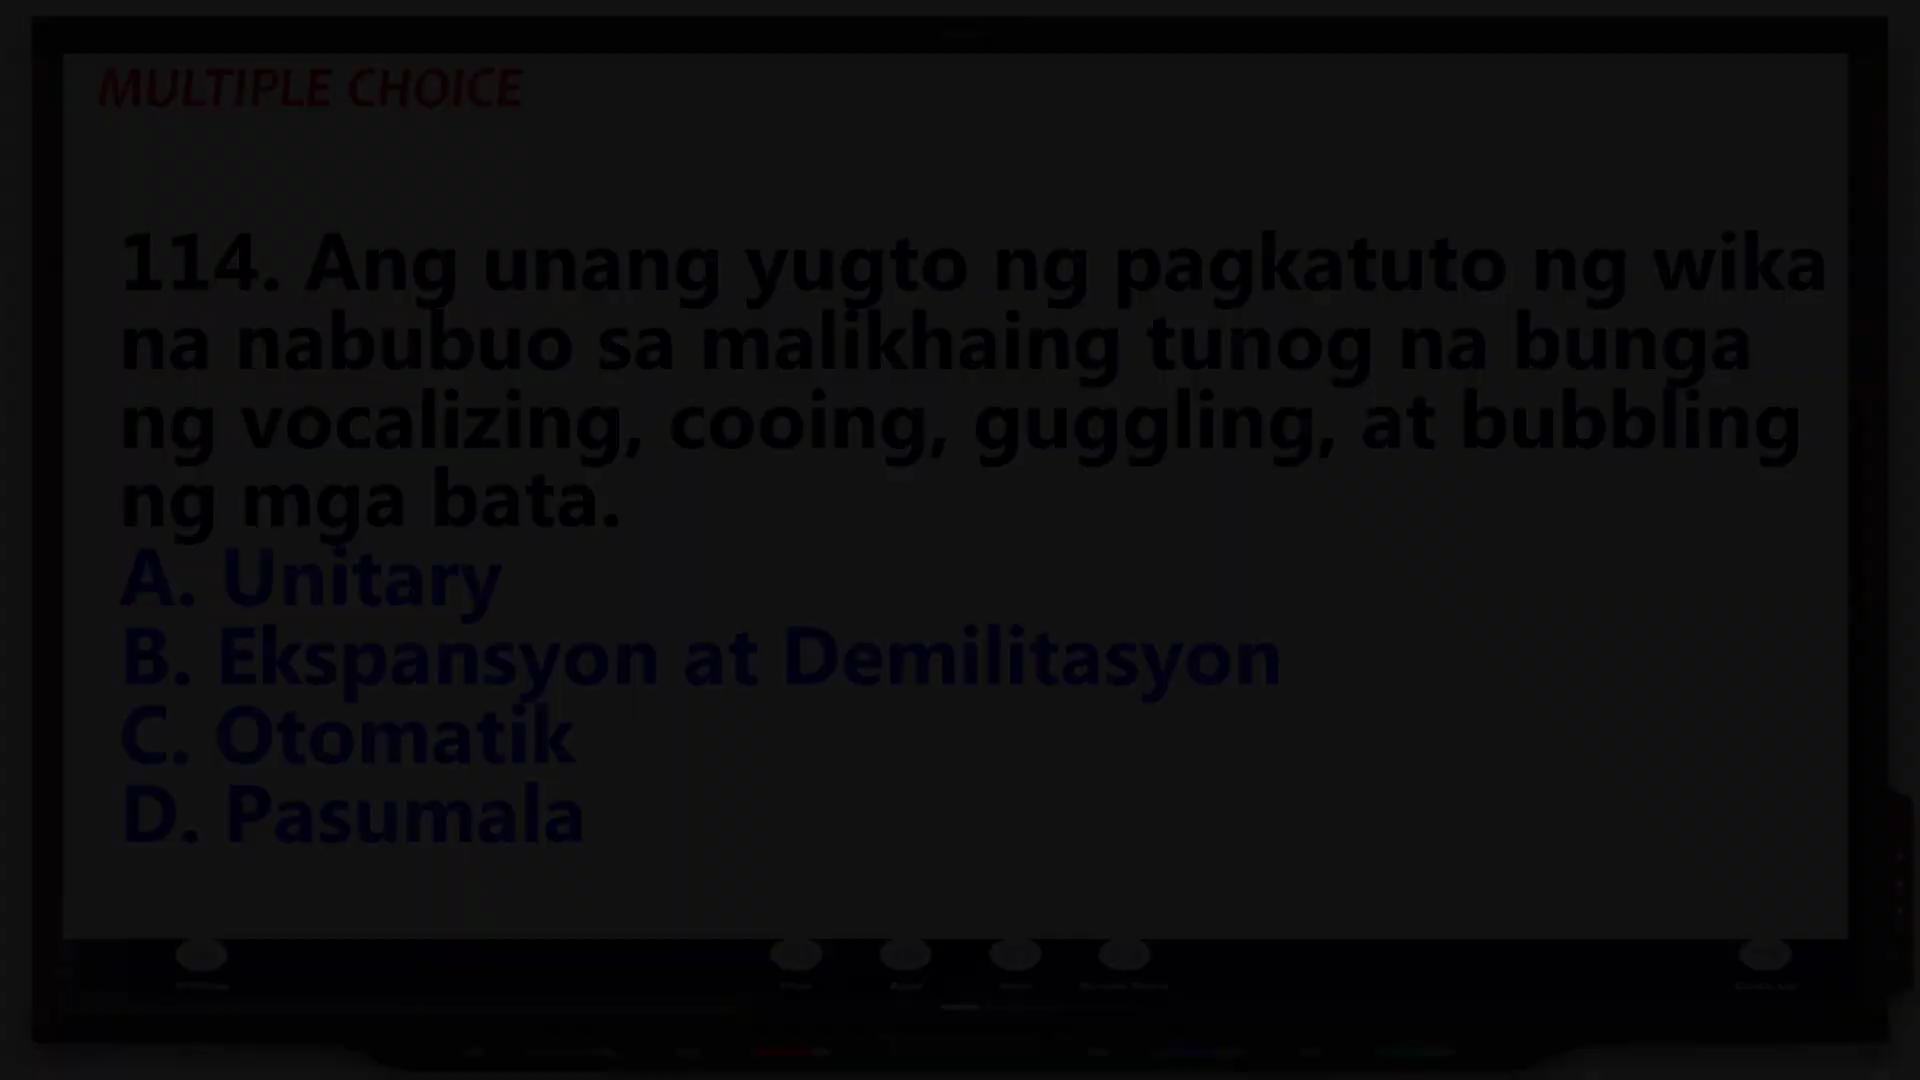 MULTIPLE CHOICE
114. Ang unang yugto ng pagkatuto ng wika
na nabubuo sa malikhaing tunog na bunga
ng vocalizing, cooing, guggling, at bubbling
ng mga bata.
A. Unitary
B. Ekspansyon at Demilitasyon
C. Otomatik
D. Pasumala